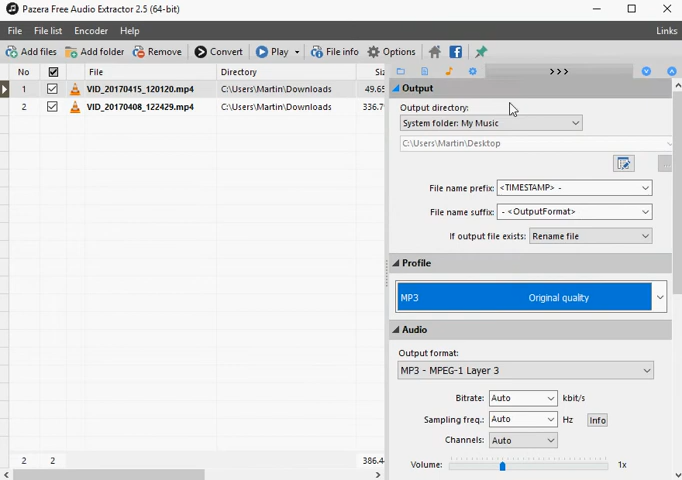 Pazera Free Audio Extractor 2.5 (64-bit)
File File list Encoder Help Links
Add files Add folder Remove Convert Play File info Options
No File Directory
1 VID_20170415_120120.mp4 C:\Users\Martin\Downloads 49.65
2 VID_20170408_122429.mp4 C:\Users\Martin\Downloads
2 2 386.4
>>>
Output
Output directory:
System folder: My Music
C:\Users\Martin\Desktop
...
File name prefix: <TIMESTAMP> -
File name suffix: - <OutputFormat>
If output file exists: Rename file
Profile
MP3 Original quality
Audio
Output format:
MP3 - MPEG-1 Layer 3
Bitrate: Auto kbit/s
Sampling freq.: Auto Hz Info
Channels: Auto
Volume: 1x